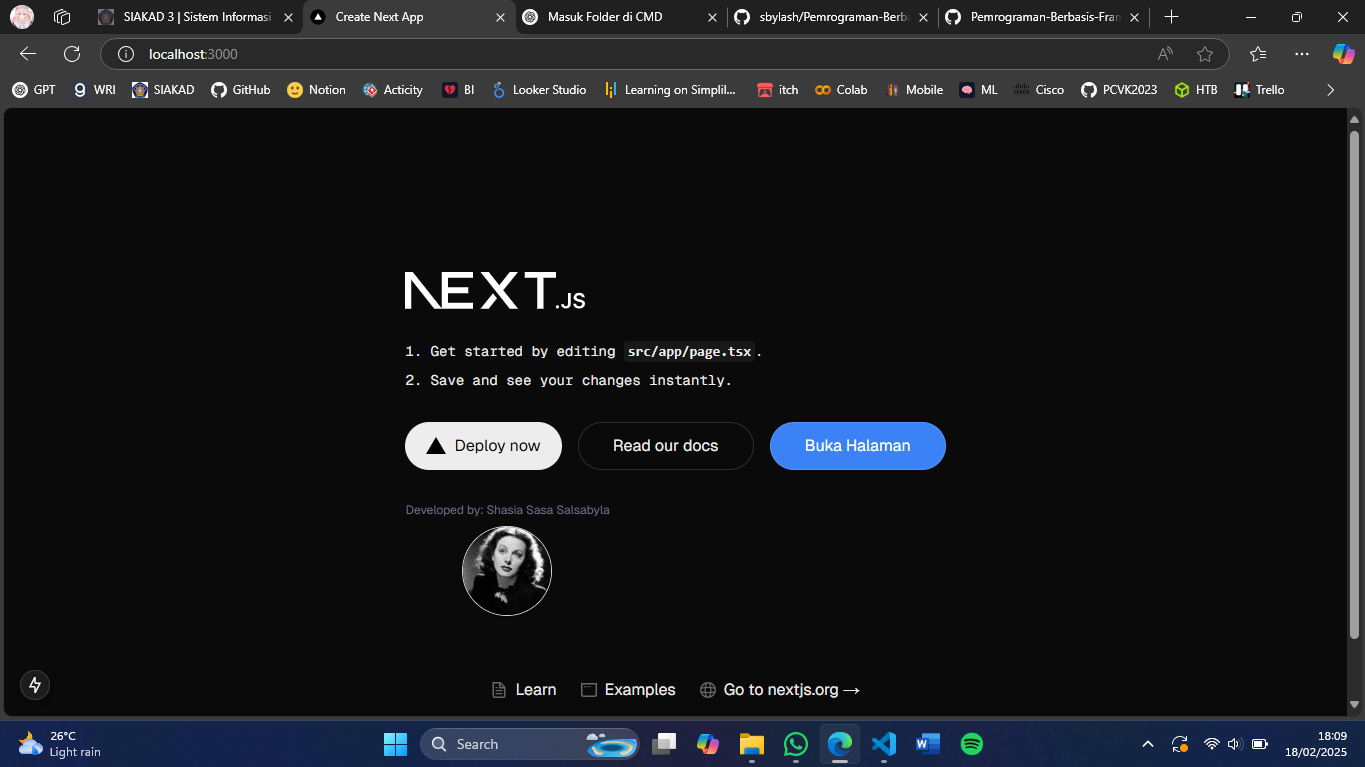 SIAKAD 3 | Sistem Informasi
Create Next App
Masuk Folder di CMD
sbylash/Pemrograman-Berba
Pemrograman-Berbasis-Fran
localhost:3000
GPT
WRI
SIAKAD
GitHub
Notion
Acticity
BI
Looker Studio
Learning on Simplil...
itch
Colab
Mobile
ML
Cisco
PCVK2023
HTB
Trello
NEXT.JS
1. Get started by editing src/app/page.tsx.
2. Save and see your changes instantly.
Deploy now
Read our docs
Buka Halaman
Developed by: Shasia Sasa Salsabyla
Learn
Examples
Go to nextjs.org →
26°C
Light rain
Search
18:09
18/02/2025